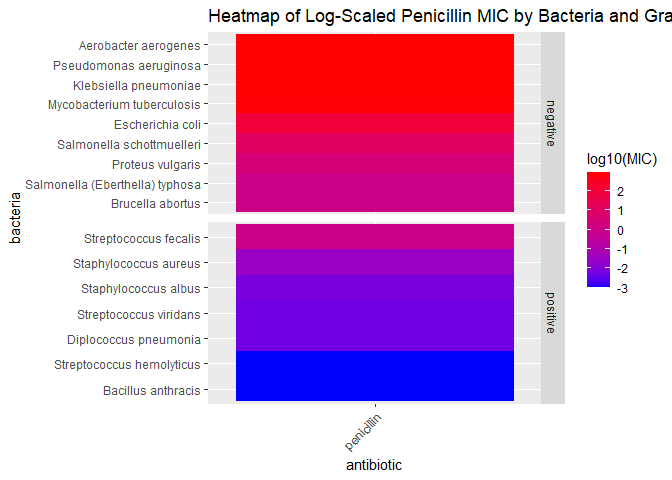 Heatmap of Log-Scaled Penicillin MIC by Bacteria and Gra
Aerobacter aerogenes
Pseudomonas aeruginosa
Klebsiella pneumoniae
Mycobacterium tuberculosis
Escherichia coli
Salmonella schottmuelleri
Proteus vulgaris
Salmonella (Eberthella) typhosa
Brucella abortus
negative
Streptococcus fecalis
Staphylococcus aureus
Staphylococcus albus
Streptococcus viridans
Diplococcus pneumonia
Streptococcus hemolyticus
Bacillus anthracis
positive
bacteria
penicillin
antibiotic
log10(MIC)
2
1
0
-1
-2
-3